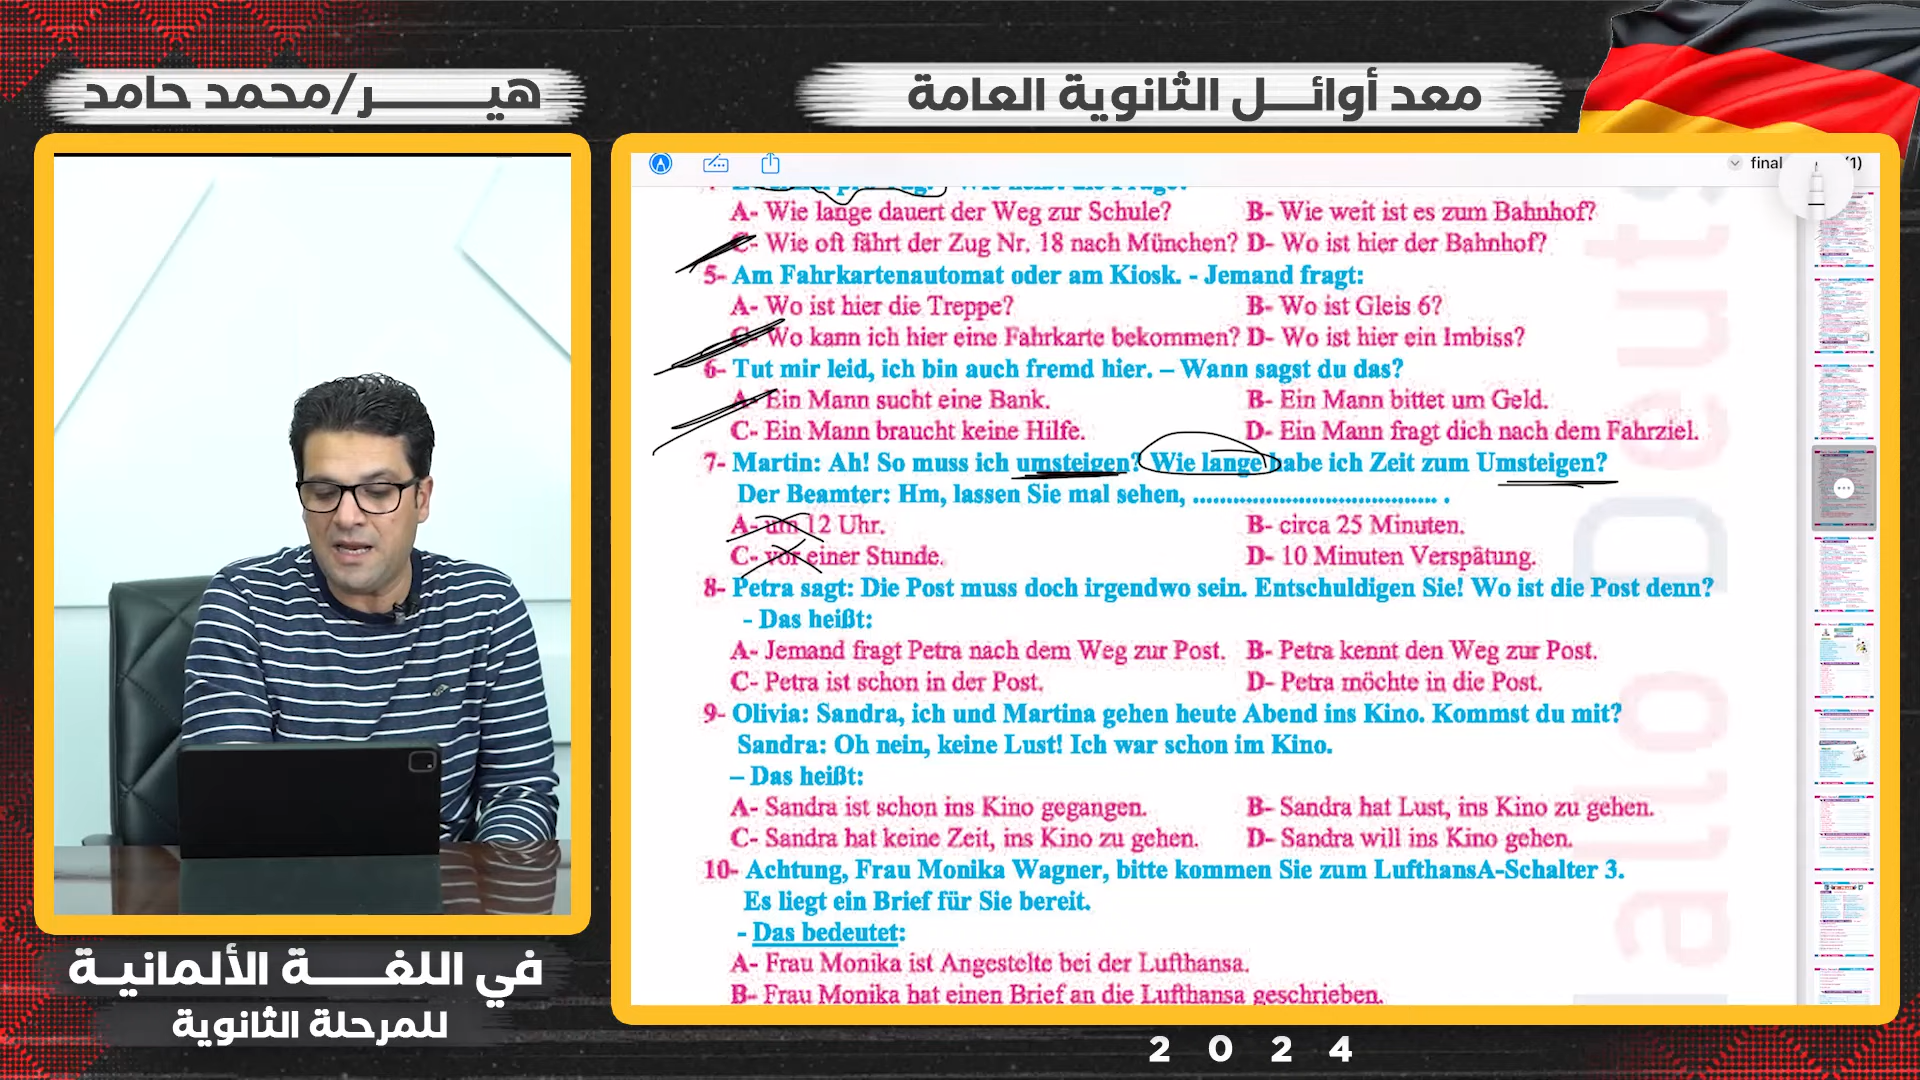 هيـــر/محمد حامد
معد أوائــل الثانوية العامة
final
(1)
A- Wie lange dauert der Weg zur Schule?
B- Wie weit ist es zum Bahnhof?
C- Wie oft fährt der Zug Nr. 18 nach München?
D- Wo ist hier der Bahnhof?
5- Am Fahrkartenautomat oder am Kiosk. - Jemand fragt:
A- Wo ist hier die Treppe?
B- Wo ist Gleis 6?
C- Wo kann ich hier eine Fahrkarte bekommen?
D- Wo ist hier ein Imbiss?
6- Tut mir leid, ich bin auch fremd hier. – Wann sagst du das?
A- Ein Mann sucht eine Bank.
B- Ein Mann bittet um Geld.
C- Ein Mann braucht keine Hilfe.
D- Ein Mann fragt dich nach dem Fahrziel.
7- Martin: Ah! So muss ich umsteigen? Wie lange habe ich Zeit zum Umsteigen?
Der Beamter: Hm, lassen Sie mal sehen, ..................................... .
A- um 12 Uhr.
B- circa 25 Minuten.
C- vor einer Stunde.
D- 10 Minuten Verspätung.
8- Petra sagt: Die Post muss doch irgendwo sein. Entschuldigen Sie! Wo ist die Post denn?
- Das heißt:
A- Jemand fragt Petra nach dem Weg zur Post.
B- Petra kennt den Weg zur Post.
C- Petra ist schon in der Post.
D- Petra möchte in die Post.
9- Olivia: Sandra, ich und Martina gehen heute Abend ins Kino. Kommst du mit?
Sandra: Oh nein, keine Lust! Ich war schon im Kino.
– Das heißt:
A- Sandra ist schon ins Kino gegangen.
B- Sandra hat Lust, ins Kino zu gehen.
C- Sandra hat keine Zeit, ins Kino zu gehen.
D- Sandra will ins Kino gehen.
10- Achtung, Frau Monika Wagner, bitte kommen Sie zum LufthansA-Schalter 3.
Es liegt ein Brief für Sie bereit.
- Das bedeutet:
A- Frau Monika ist Angestelte bei der Lufthansa.
B- Frau Monika hat einen Brief an die Lufthansa geschrieben.
في اللغـــة الألمانيـة
للمرحلة الثانوية
2024